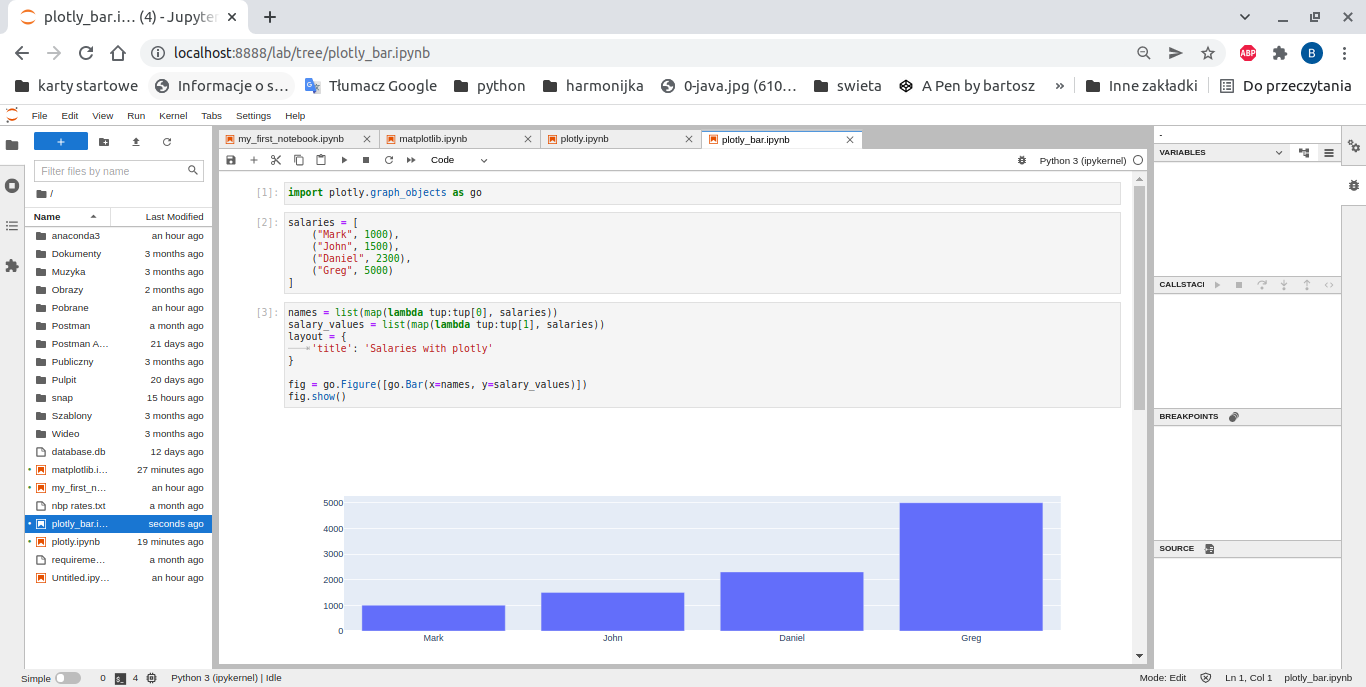 plotly_bar.i… (4) - Jupyte
localhost:8888/lab/tree/plotly_bar.ipynb
ABP
B
karty startowe
Informacje o s…
Tłumacz Google
python
harmonijka
0-java.jpg (610…
swieta
A Pen by bartosz
»
Inne zakładki
Do przeczytania
File Edit View Run Kernel Tabs Settings Help
my_first_notebook.ipynb
matplotlib.ipynb
plotly.ipynb
plotly_bar.ipynb
Filter files by name
/
Name Last Modified
anaconda3 an hour ago
Dokumenty 3 months ago
Muzyka 3 months ago
Obrazy 2 months ago
Pobrane an hour ago
Postman a month ago
Postman A… 21 days ago
Publiczny 3 months ago
Pulpit 20 days ago
snap 15 hours ago
Szablony 3 months ago
Wideo 3 months ago
database.db 12 days ago
matplotlib.i… 27 minutes ago
my_first_n… an hour ago
nbp rates.txt a month ago
plotly_bar.i… seconds ago
plotly.ipynb 19 minutes ago
requireme… a month ago
Untitled.ipy… an hour ago
Code
Python 3 (ipykernel)
[1]: import plotly.graph_objects as go
[2]: salaries = [
("Mark", 1000),
("John", 1500),
("Daniel", 2300),
("Greg", 5000)
]
[3]: names = list(map(lambda tup:tup[0], salaries))
salary_values = list(map(lambda tup:tup[1], salaries))
layout = {
'title': 'Salaries with plotly'
}
fig = go.Figure([go.Bar(x=names, y=salary_values)])
fig.show()
5000
4000
3000
2000
1000
0
Mark John Daniel Greg
-
VARIABLES
CALLSTACK
BREAKPOINTS
SOURCE
Simple 0 4 Python 3 (ipykernel) | Idle
Mode: Edit Ln 1, Col 1 plotly_bar.ipynb